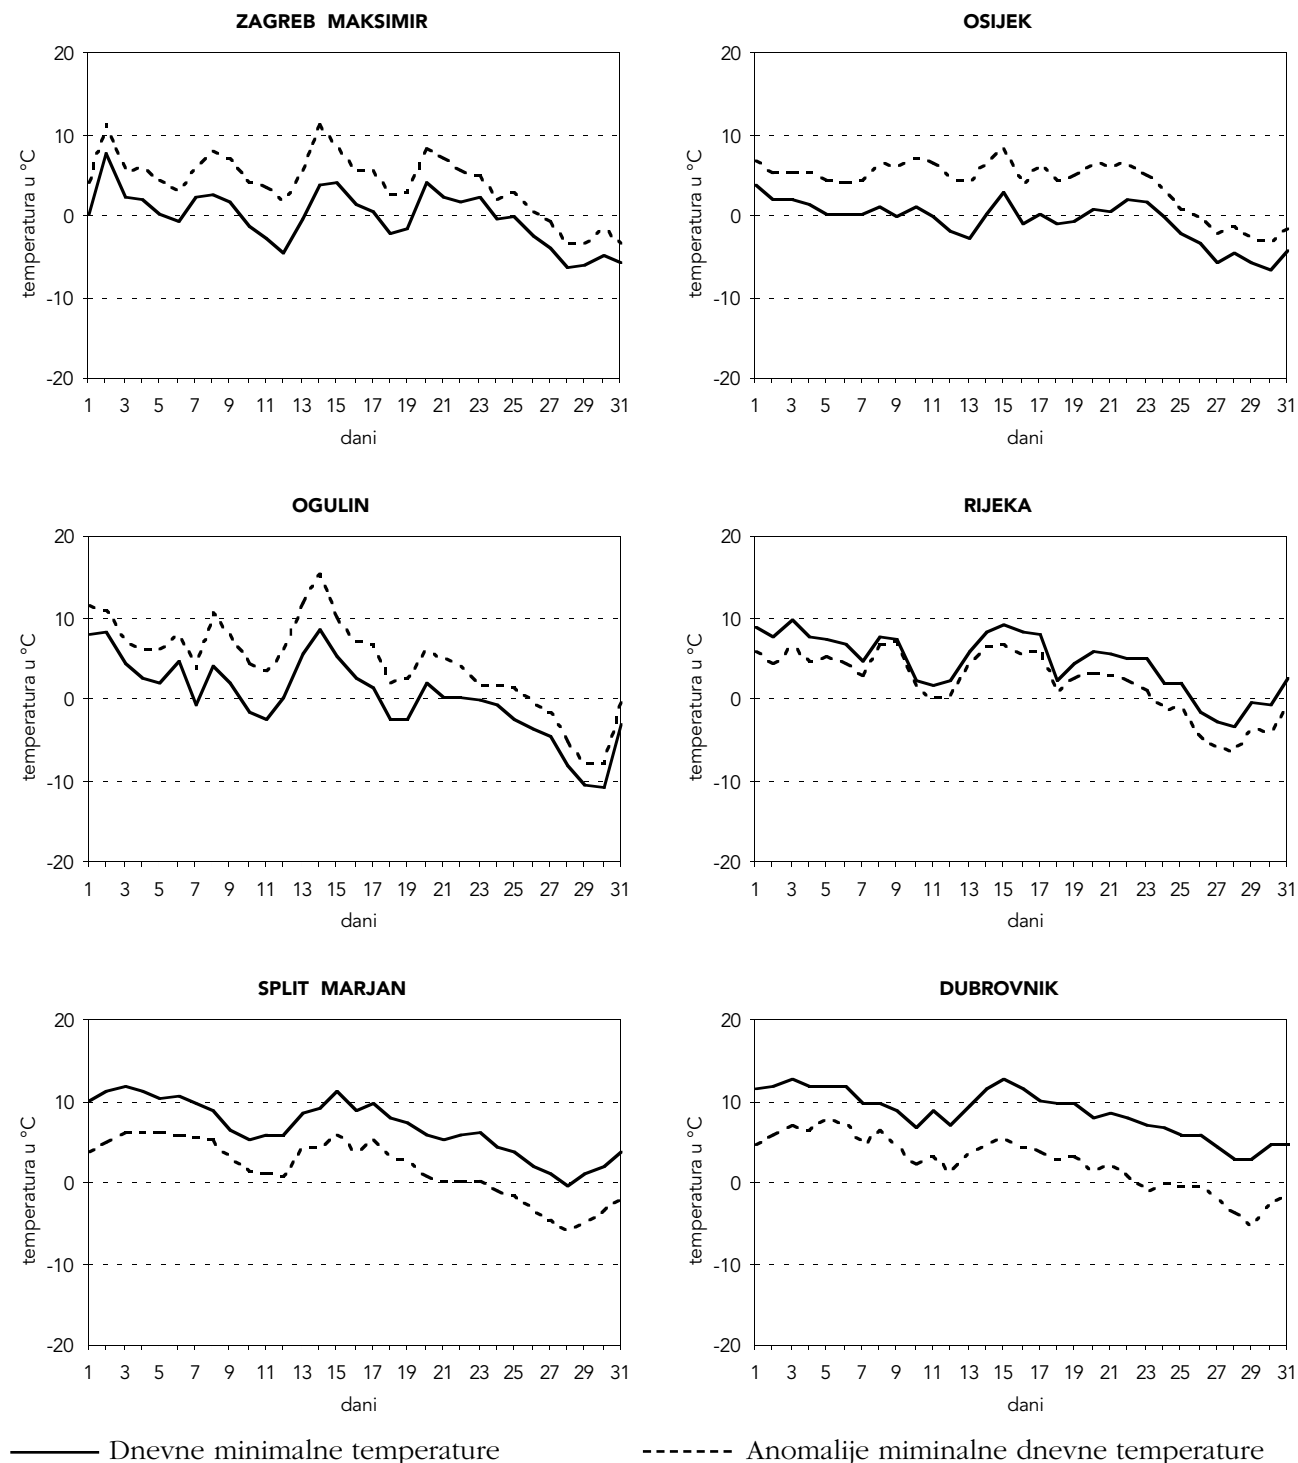 ZAGREB MAKSIMIR
20
10
0
-10
-20
temperatura u °C
1 3 5 7 9 11 13 15 17 19 21 23 25 27 29 31
dani
OSIJEK
20
10
0
-10
-20
temperatura u °C
1 3 5 7 9 11 13 15 17 19 21 23 25 27 29 31
dani
OGULIN
20
10
0
-10
-20
temperatura u °C
1 3 5 7 9 11 13 15 17 19 21 23 25 27 29 31
dani
RIJEKA
20
10
0
-10
-20
temperatura u °C
1 3 5 7 9 11 13 15 17 19 21 23 25 27 29 31
dani
SPLIT MARJAN
20
10
0
-10
-20
temperatura u °C
1 3 5 7 9 11 13 15 17 19 21 23 25 27 29 31
dani
DUBROVNIK
20
10
0
-10
-20
temperatura u °C
1 3 5 7 9 11 13 15 17 19 21 23 25 27 29 31
dani
Dnevne minimalne temperature
Anomalije miminalne dnevne temperature